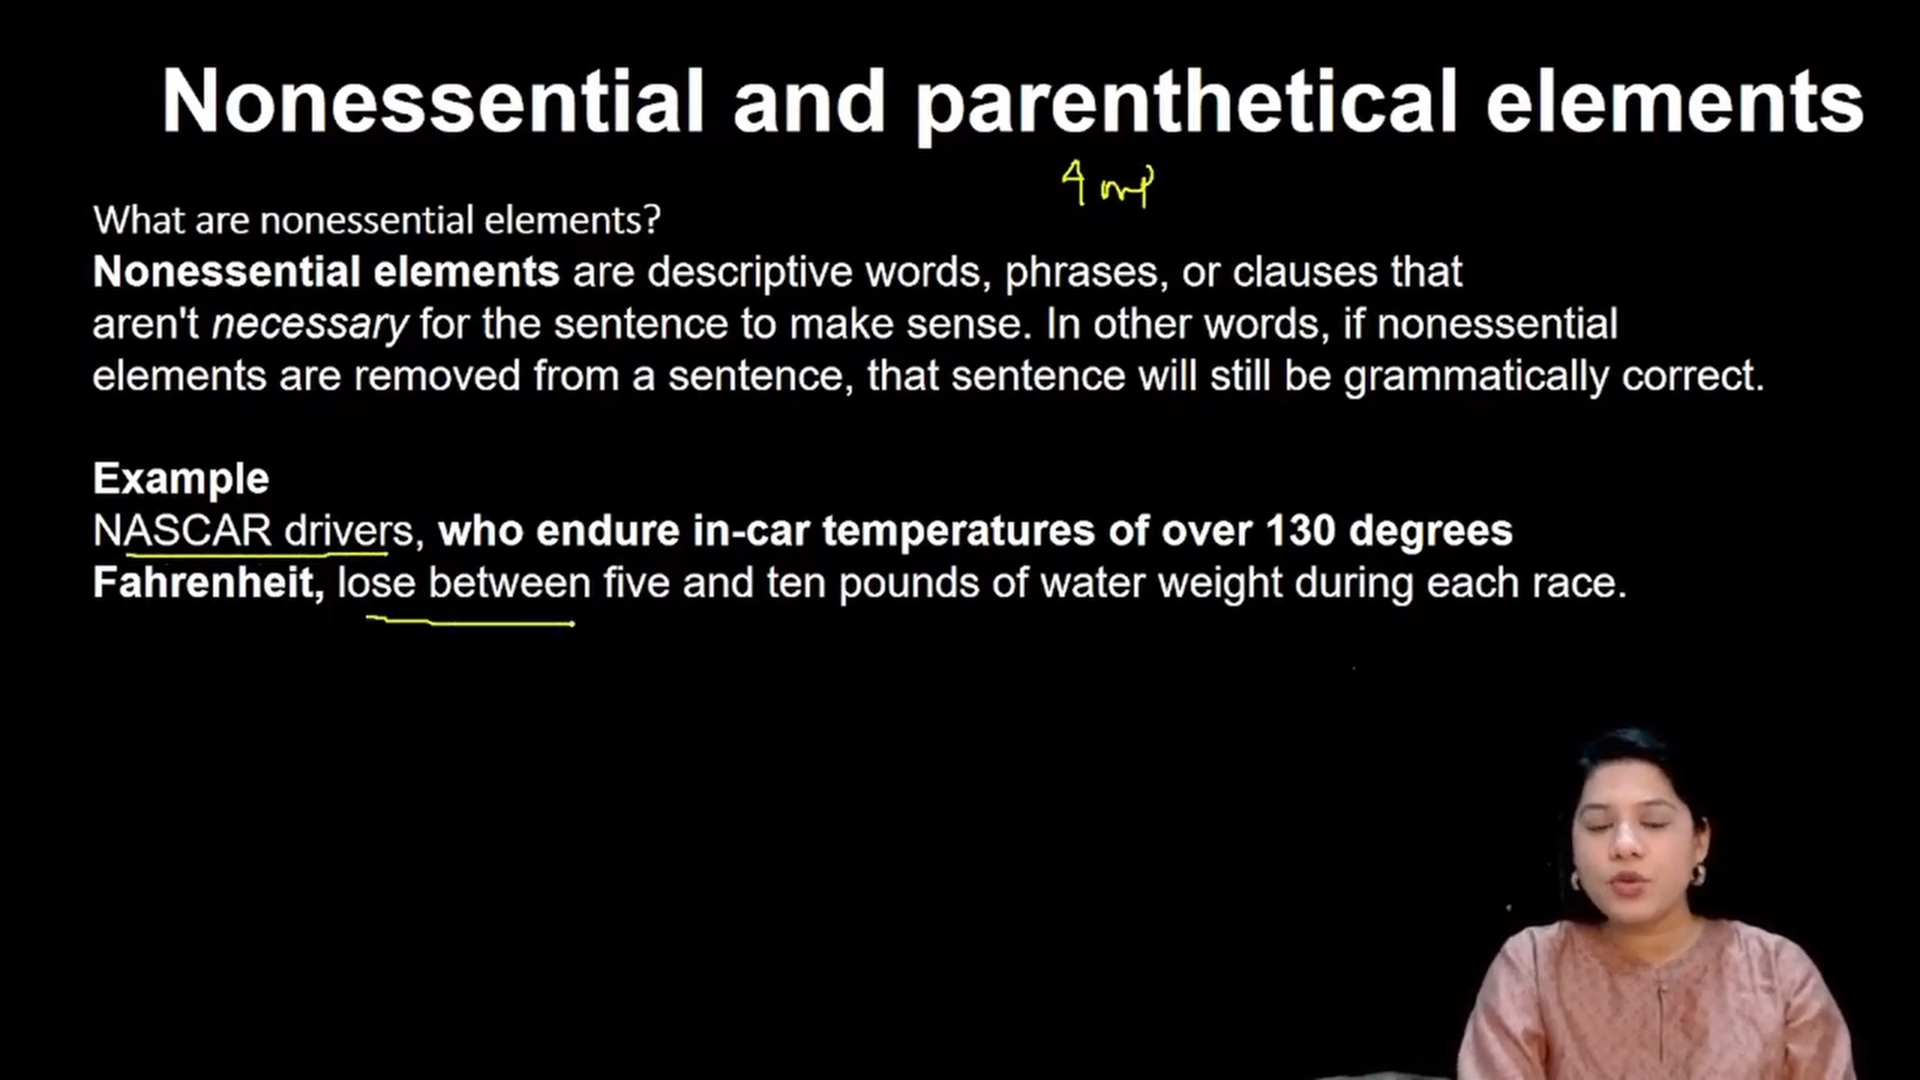 Nonessential and parenthetical elements
What are nonessential elements?
Nonessential elements are descriptive words, phrases, or clauses that
aren't necessary for the sentence to make sense. In other words, if nonessential
elements are removed from a sentence, that sentence will still be grammatically correct.
Example
NASCAR drivers, who endure in-car temperatures of over 130 degrees
Fahrenheit, lose between five and ten pounds of water weight during each race.